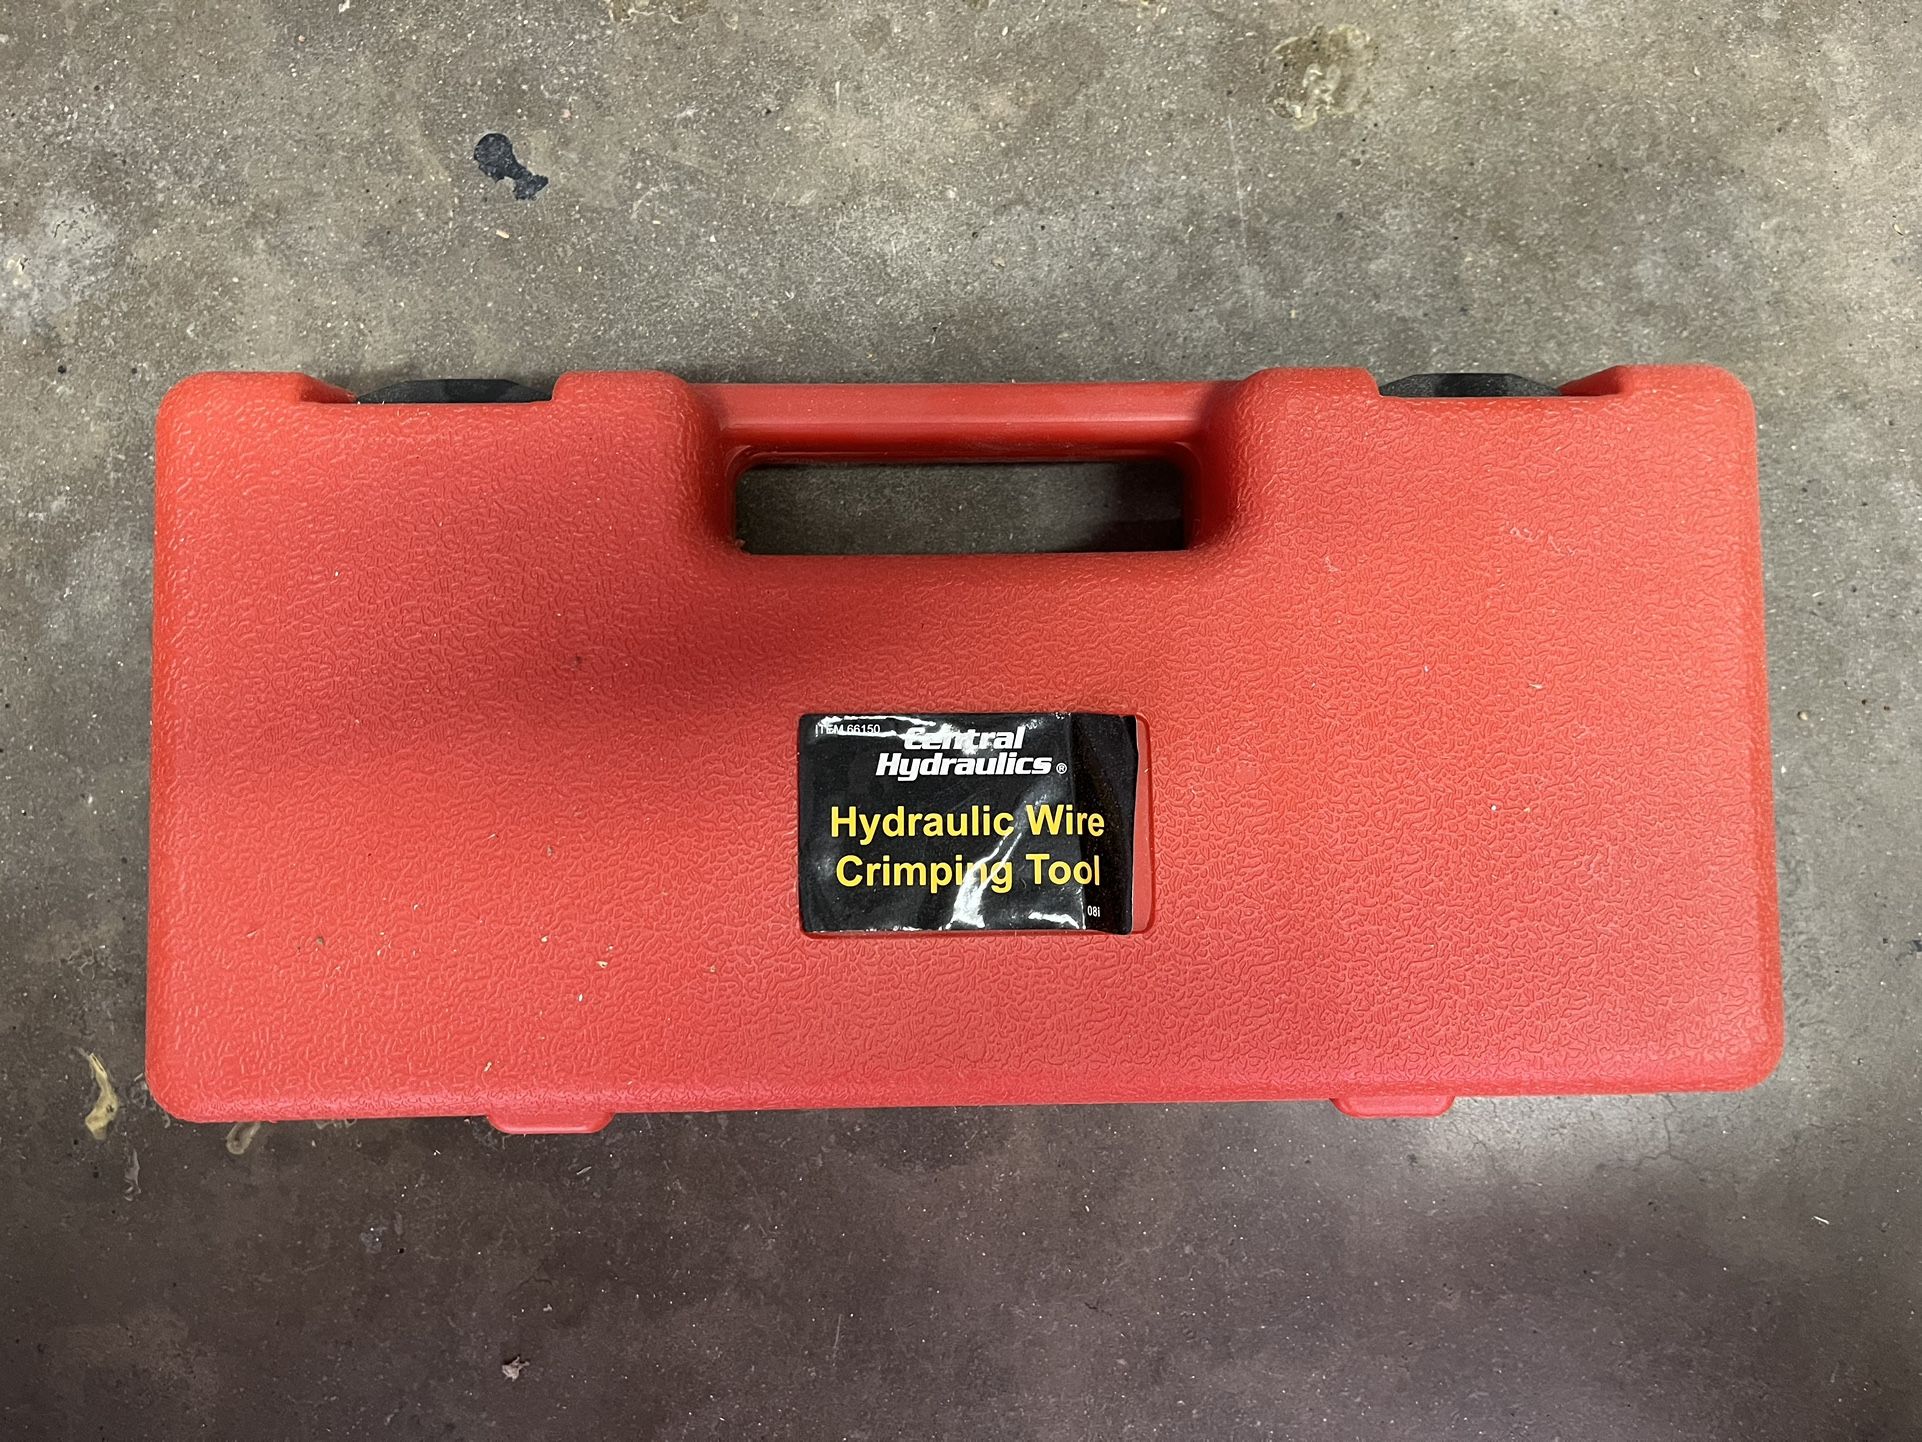 ITEM 66150
Central
Hydraulics®
Hydraulic Wire
Crimping Tool
08i